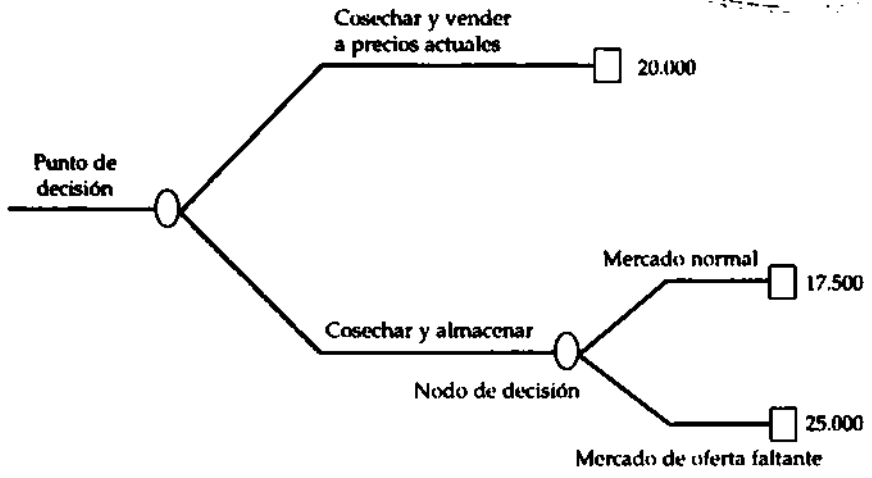 Cosechar y vender
a precios actuales
20.000
Punto de
decisión
Mercado normal
17.500
Cosechar y almacenar
Nodo de decisión
25.000
Mercado de oferta faltante